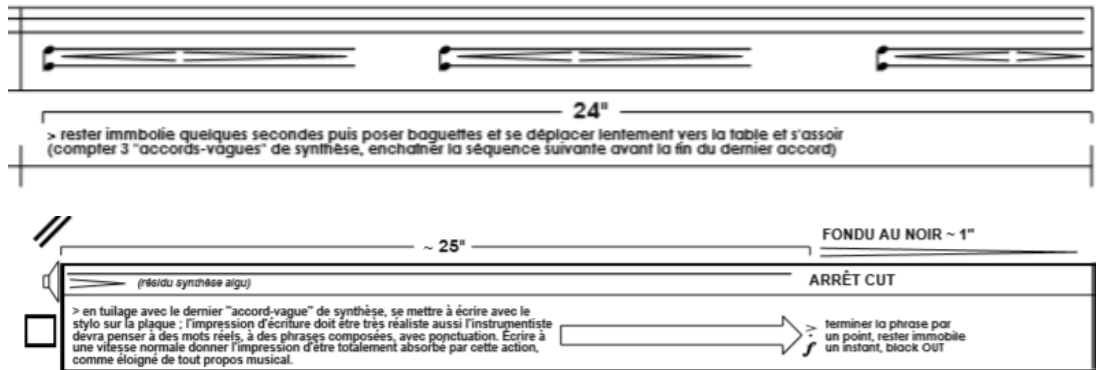 24"
> rester immbolie quelques secondes puis poser baguettes et se déplacer lentement vers la table et s'assoir
(compter 3 "accords-vagues" de synthèse, enchaîner la séquence suivante avant la fin du dernier accord)
~ 25"
FONDU AU NOIR ~ 1"
(résidu synthèse aigu)
ARRÊT CUT
> en tuilage avec le dernier "accord-vague" de synthèse, se mettre à écrire avec le
stylo sur la plaque ; l'impression d'écriture doit être très réaliste aussi l'instrumentiste
devra penser à des mots réels, à des phrases composées, avec ponctuation. Écrire à
une vitesse normale donner l'impression d'être totalement absorbé par cette action,
comme éloigné de tout propos musical.
> terminer la phrase par
un point, rester immobile
f un instant, black OUT